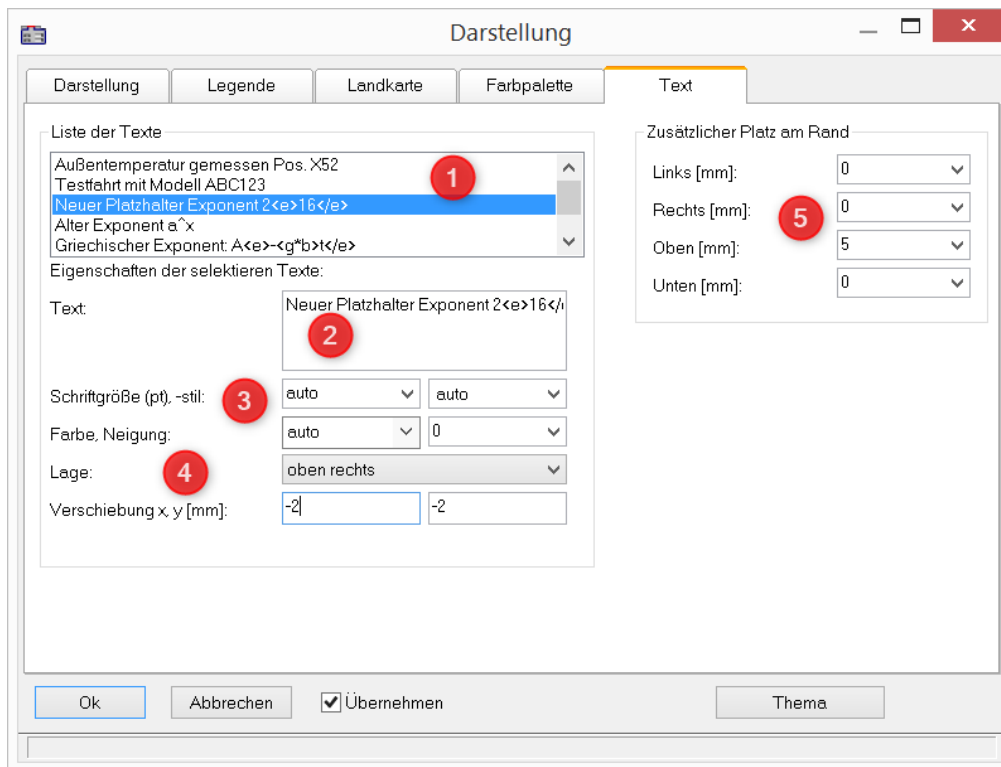 Darstellung
Darstellung Legende Landkarte Farbpalette Text
Liste der Texte
Außentemperatur gemessen Pos. X52
Testfahrt mit Modell ABC123
Neuer Platzhalter Exponent 2<e>16</e>
Alter Exponent a^x
Griechischer Exponent: A<e>-<g*b>t</e>
1
Eigenschaften der selektieren Texte:
Text: Neuer Platzhalter Exponent 2<e>16</
2
Schriftgröße (pt), -stil: 3 auto auto
Farbe, Neigung: auto 0
Lage: 4 oben rechts
Verschiebung x, y [mm]: -2 -2
Zusätzlicher Platz am Rand
Links [mm]: 0
Rechts [mm]: 0
5
Oben [mm]: 5
Unten [mm]: 0
Ok Abbrechen Übernehmen Thema